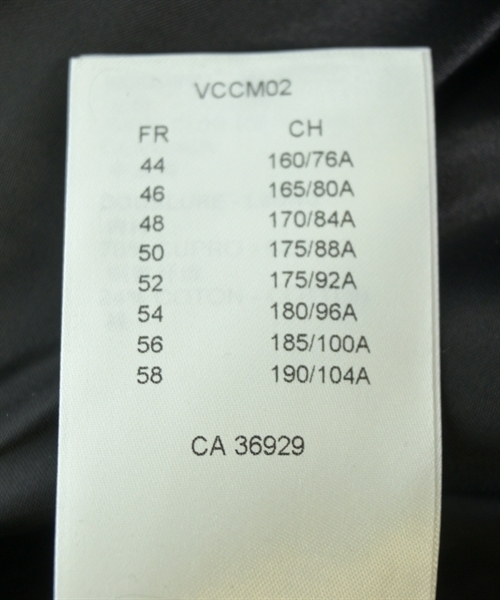 VCCM02
FR CH
44 160/76A
46 165/80A
48 170/84A
50 175/88A
52 175/92A
54 180/96A
56 185/100A
58 190/104A
CA 36929